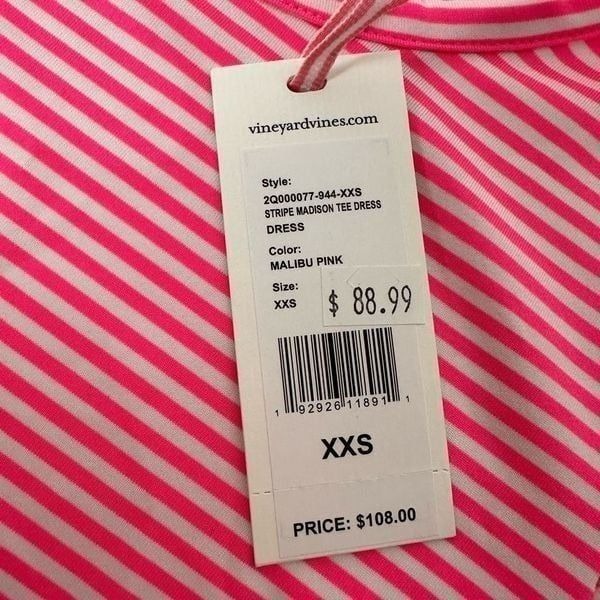 vineyardvines.com
Style:
2Q000077-944-XXS
STRIPE MADISON TEE DRESS
DRESS
Color:
MALIBU PINK
Size:
XXS
$ 88.99
1 92926 11891 1
XXS
PRICE: $108.00